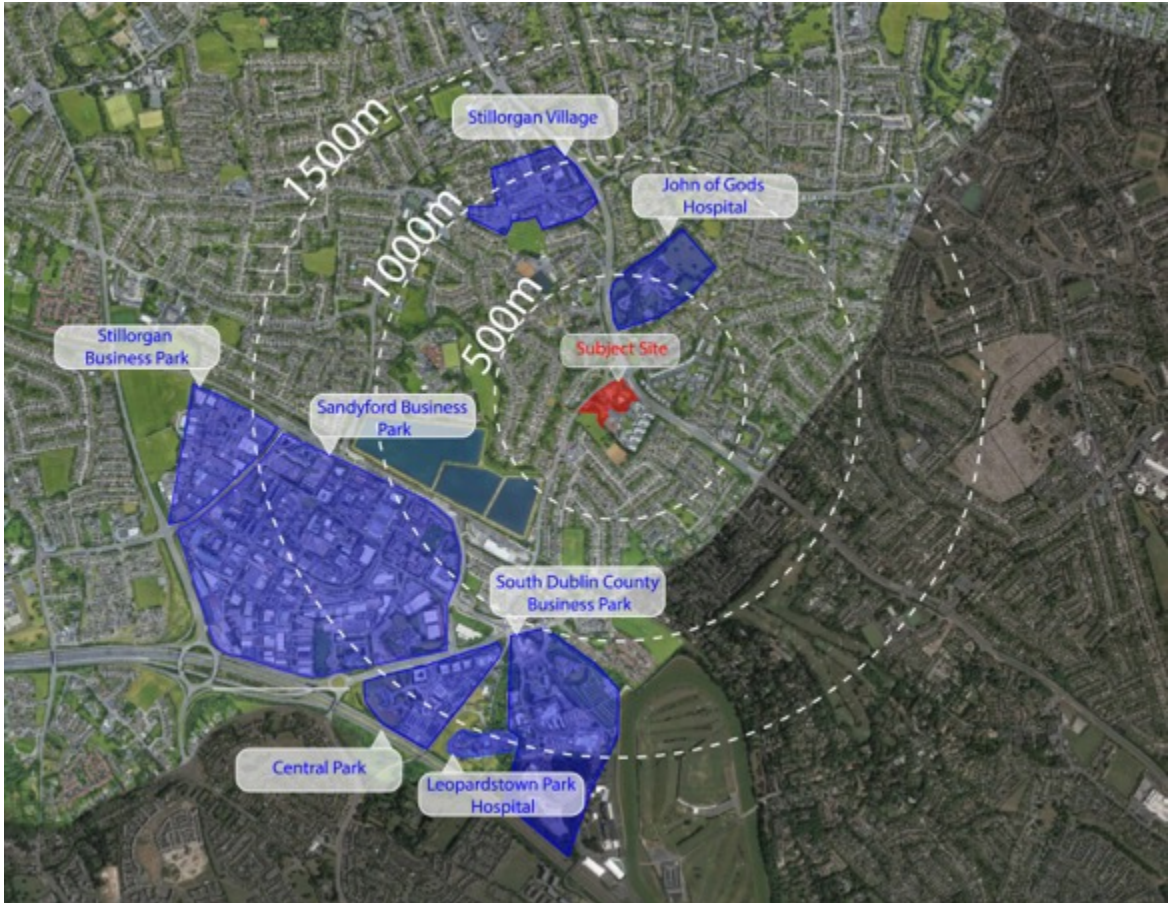 Stillorgan Village
1500m
John of Gods
Hospital
1000m
500m
Stillorgan
Business Park
Subject Site
Sandyford Business
Park
South Dublin County
Business Park
Central Park
Leopardstown Park
Hospital